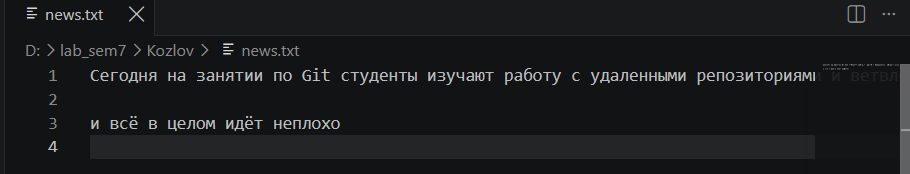 news.txt
D: > lab_sem7 > Kozlov > news.txt
1 Сегодня на занятии по Git студенты изучают работу с удаленными репозиториями и
2
3 и всё в целом идёт неплохо
4